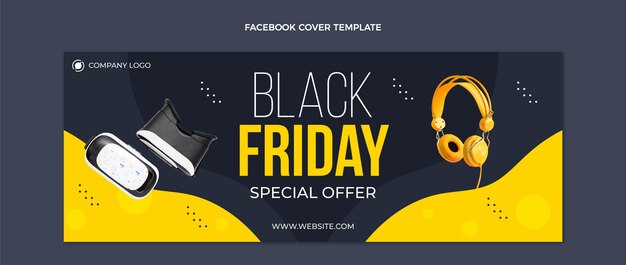 FACEBOOK COVER TEMPLATE
COMPANY LOGO
BLACK
FRIDAY
SPECIAL OFFER
WWW.WEBSITE.COM